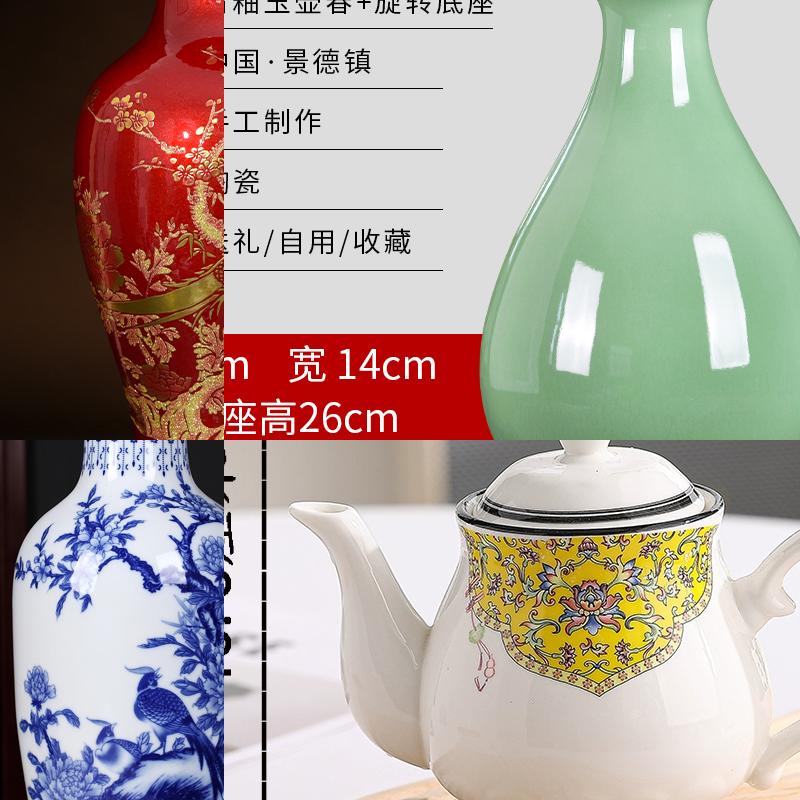 釉玉壶春+旋转底座
中国·景德镇
手工制作
陶瓷
送礼/自用/收藏
m 宽 14cm
座高26cm